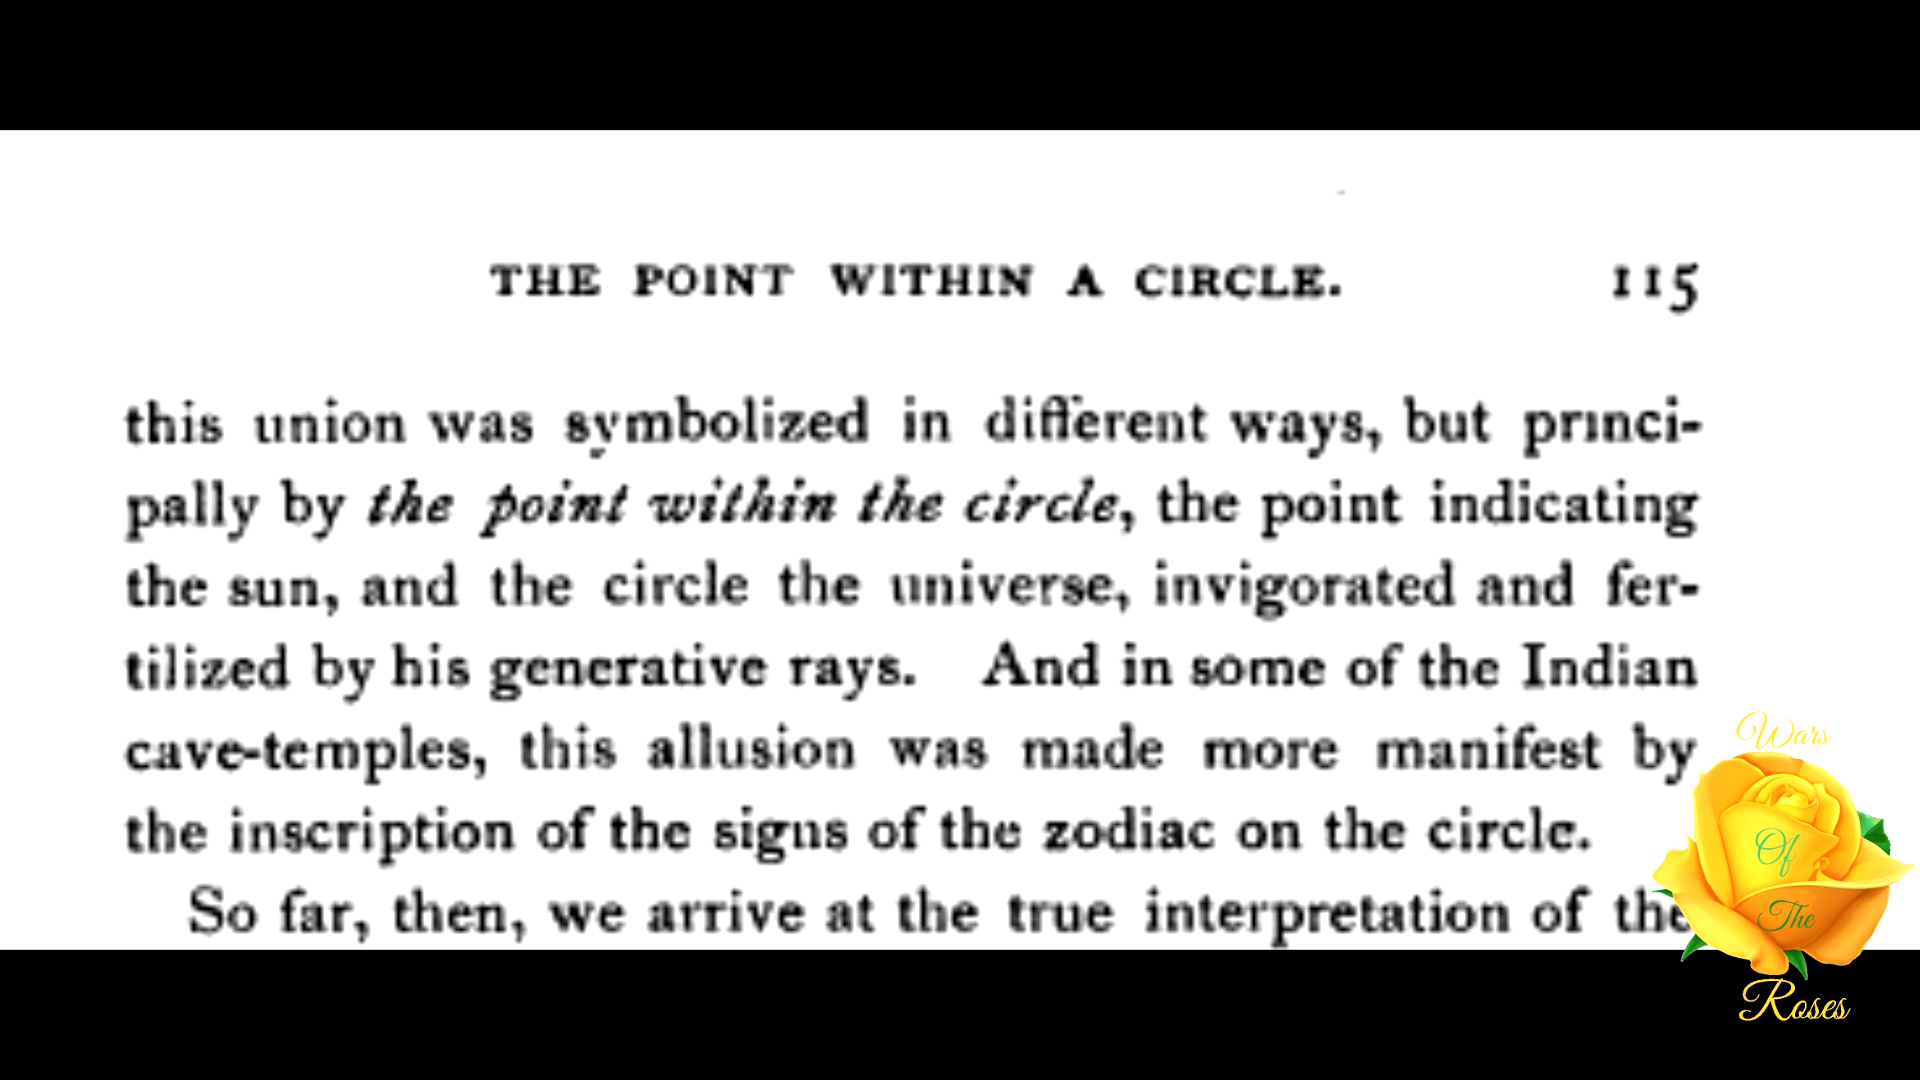 THE POINT WITHIN A CIRCLE. 115
this union was symbolized in different ways, but princi-
pally by the point within the circle, the point indicating
the sun, and the circle the universe, invigorated and fer-
tilized by his generative rays. And in some of the Indian
cave-temples, this allusion was made more manifest by
the inscription of the signs of the zodiac on the circle.
So far, then, we arrive at the true interpretation of the
Wars
Of
The
Roses